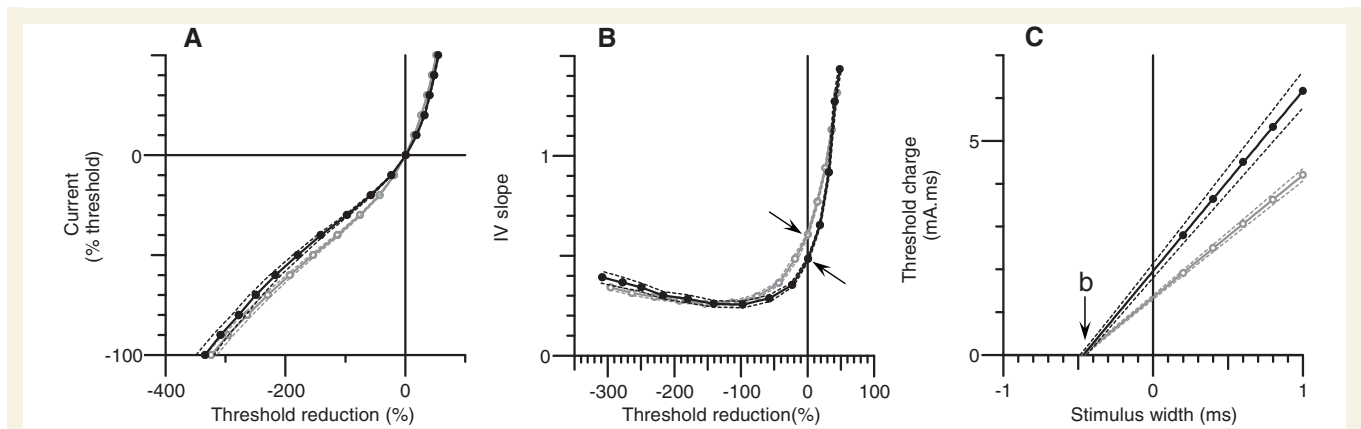 A
B
C
Current
(% threshold)
0
-100
-400
-200
0
Threshold reduction (%)
IV slope
1
0
-300
-200
-100
0
100
Threshold reduction(%)
Threshold charge
(mA.ms)
5
0
b
-1
0
1
Stimulus width (ms)